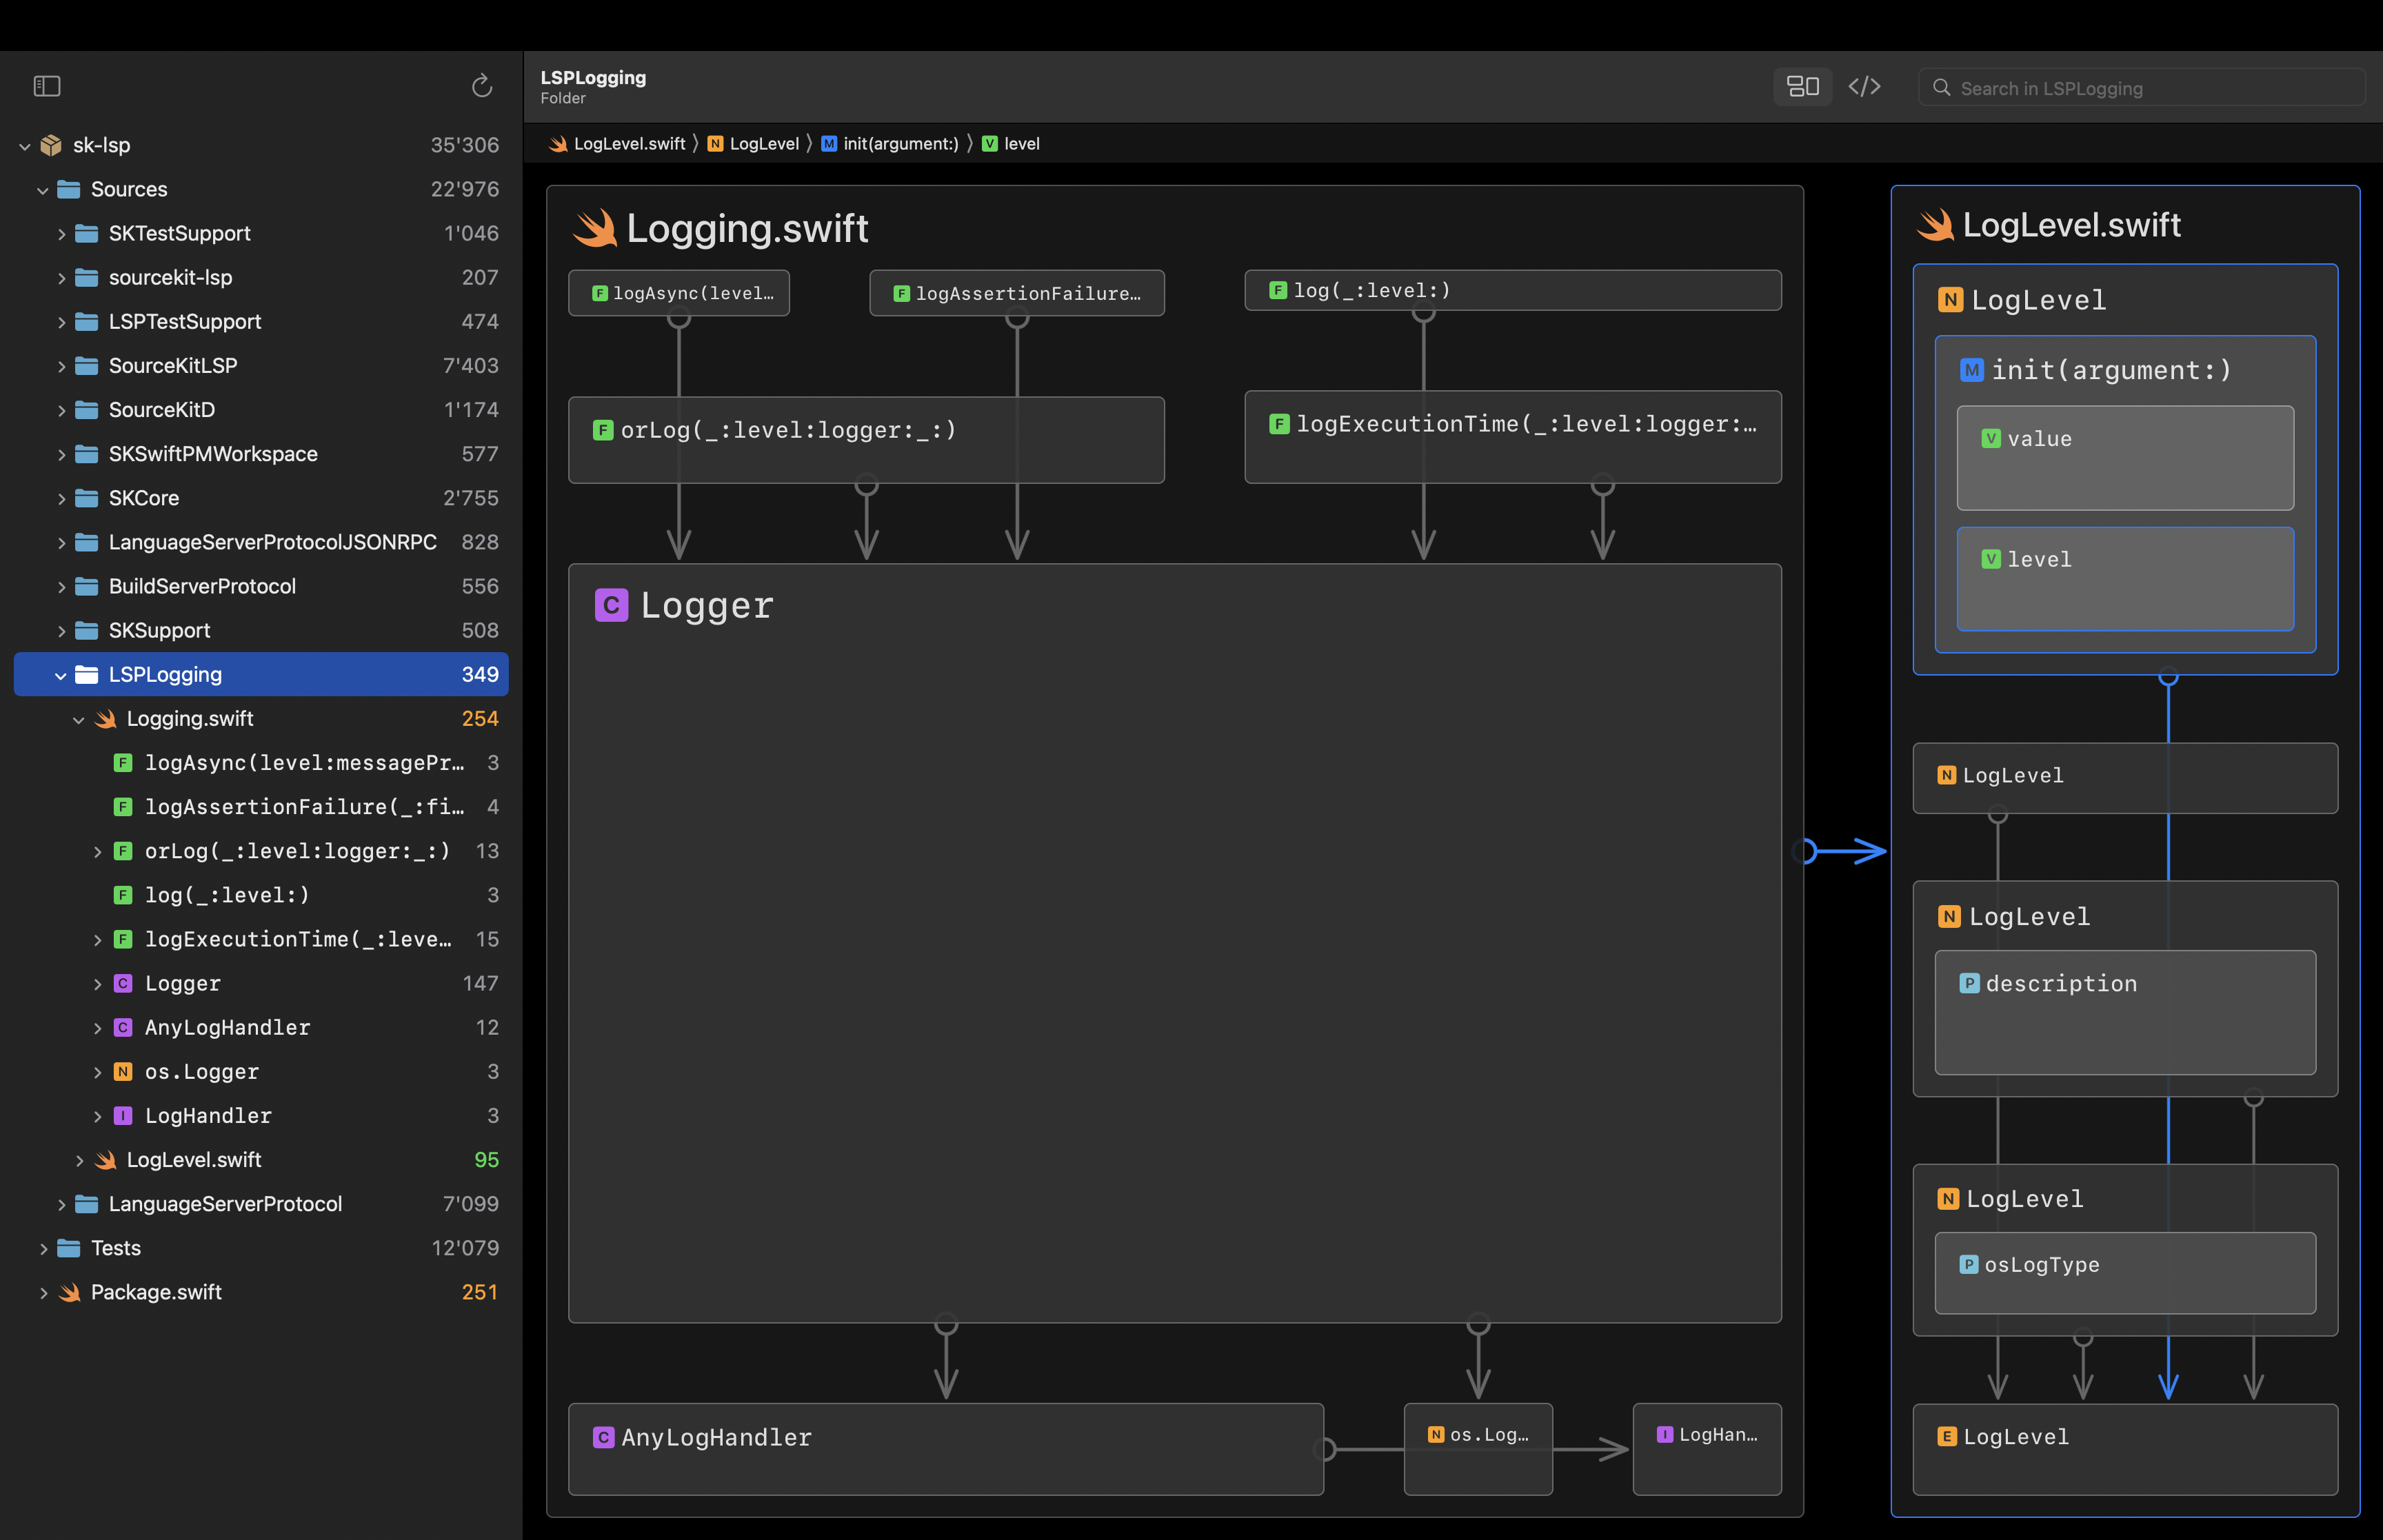 LSPLogging
Folder
Search in LSPLogging
LogLevel.swift 〉 N LogLevel 〉 M init(argument:) 〉 V level
sk-lsp 35'306
Sources 22'976
SKTestSupport 1'046
sourcekit-lsp 207
LSPTestSupport 474
SourceKitLSP 7'403
SourceKitD 1'174
SKSwiftPMWorkspace 577
SKCore 2'755
LanguageServerProtocolJSONRPC 828
BuildServerProtocol 556
SKSupport 508
LSPLogging 349
Logging.swift 254
F logAsync(level:messagePr… 3
F logAssertionFailure(_:fi… 4
F orLog(_:level:logger:_:) 13
F log(_:level:) 3
F logExecutionTime(_:leve… 15
C Logger 147
C AnyLogHandler 12
N os.Logger 3
I LogHandler 3
LogLevel.swift 95
LanguageServerProtocol 7'099
Tests 12'079
Package.swift 251
Logging.swift
F logAsync(level…
F logAssertionFailure…
F log(_:level:)
F orLog(_:level:logger:_:)
F logExecutionTime(_:level:logger:…
C Logger
C AnyLogHandler
N os.Log…
I LogHan…
LogLevel.swift
N LogLevel
M init(argument:)
V value
V level
N LogLevel
N LogLevel
P description
N LogLevel
P osLogType
E LogLevel